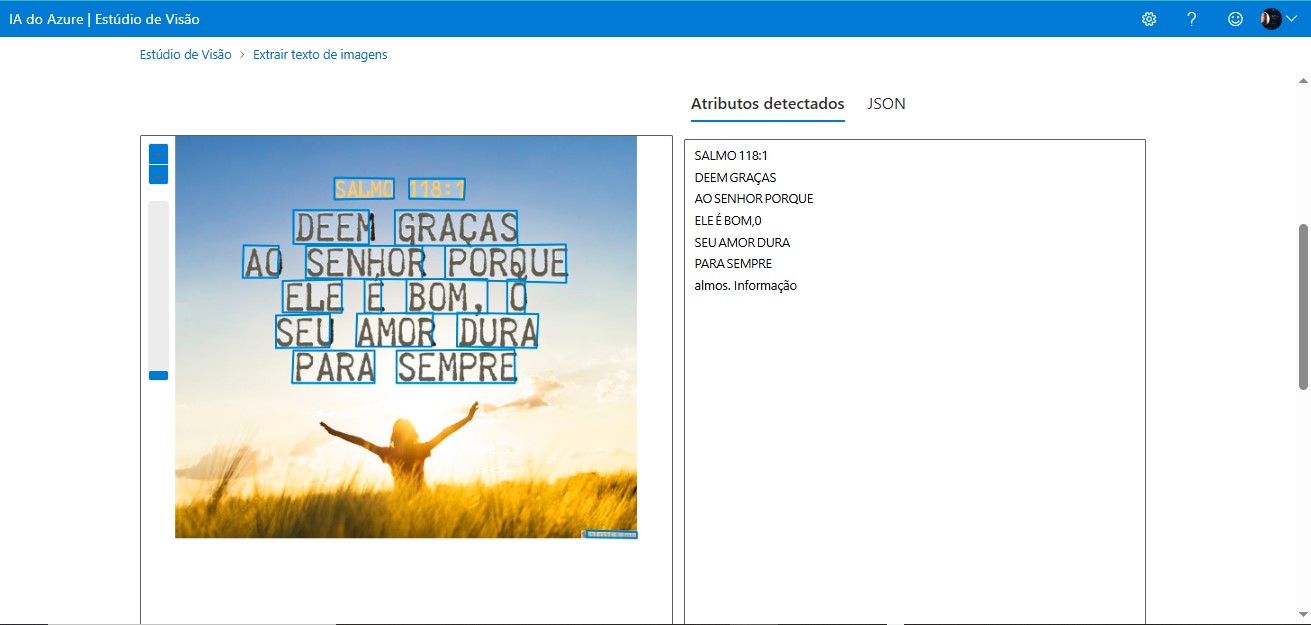 IA do Azure | Estúdio de Visão
Estúdio de Visão > Extrair texto de imagens
Atributos detectados JSON
SALMO 118:1
DEEM GRAÇAS
AO SENHOR PORQUE
ELE É BOM, O
SEU AMOR DURA
PARA SEMPRE
SALMO 118:1
DEEM GRAÇAS
AO SENHOR PORQUE
ELE É BOM,0
SEU AMOR DURA
PARA SEMPRE
almos. Informação